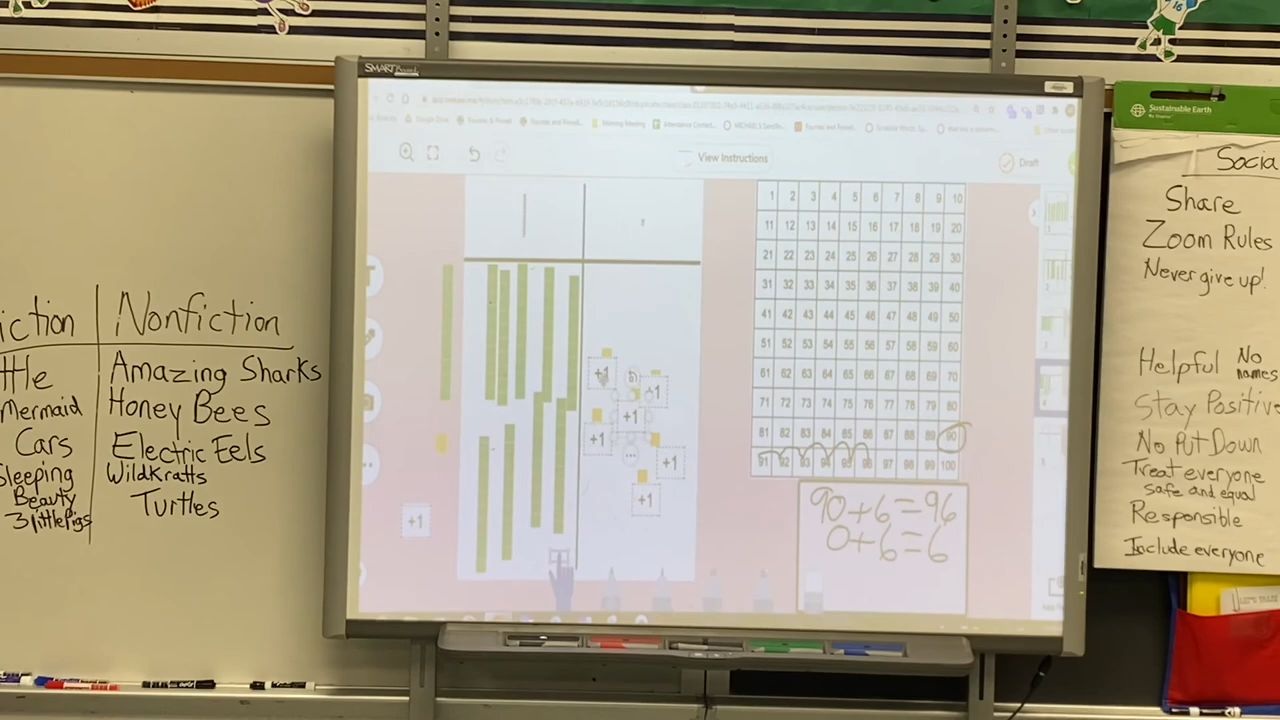 iction | Nonfiction
ttle | Amazing Sharks
Mermaid | Honey Bees
Cars | Electric Eels
Sleeping Beauty | WildKratts
3 little Pigs | Turtles
SMART Board
View Instructions
Draft
1 2 3 4 5 6 7 8 9 10
11 12 13 14 15 16 17 18 19 20
21 22 23 24 25 26 27 28 29 30
31 32 33 34 35 36 37 38 39 40
41 42 43 44 45 46 47 48 49 50
51 52 53 54 55 56 57 58 59 60
61 62 63 64 65 66 67 68 69 70
71 72 73 74 75 76 77 78 79 80
81 82 83 84 85 86 87 88 89 90
91 92 93 94 95 96 97 98 99 100
+1
+1
+1
+1
+1
+1
+1
90+6=96
0+6=6
Sustainable Earth
Socia
Share
Zoom Rules
Never give up!
Helpful No names
Stay Positive
No Put Down
Treat everyone
safe and equal
Responsible
Include everyone
16